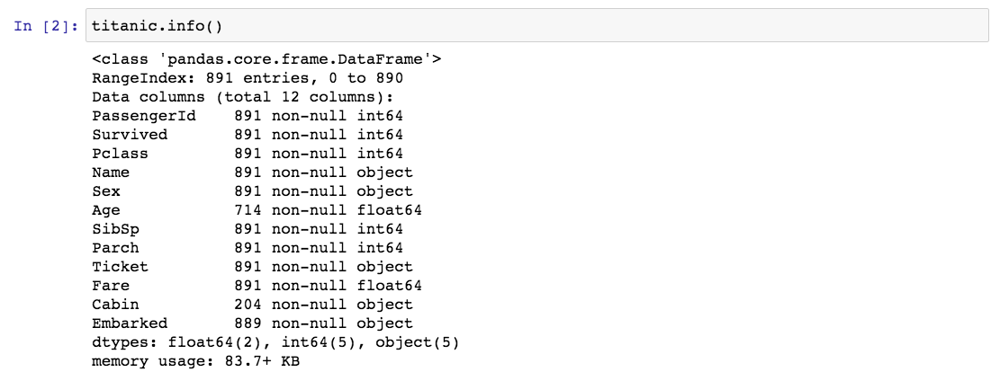 In [2]: titanic.info()
<class 'pandas.core.frame.DataFrame'>
RangeIndex: 891 entries, 0 to 890
Data columns (total 12 columns):
PassengerId    891 non-null int64
Survived       891 non-null int64
Pclass         891 non-null int64
Name           891 non-null object
Sex            891 non-null object
Age            714 non-null float64
SibSp          891 non-null int64
Parch          891 non-null int64
Ticket         891 non-null object
Fare           891 non-null float64
Cabin          204 non-null object
Embarked       889 non-null object
dtypes: float64(2), int64(5), object(5)
memory usage: 83.7+ KB